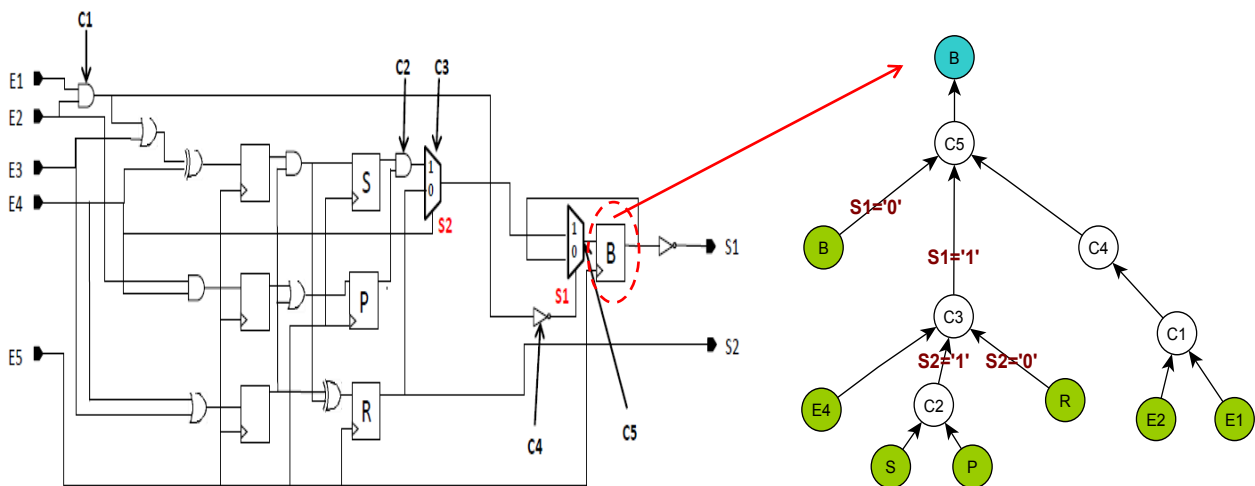 C1
E1
E2
E3
E4
E5
C2
C3
1
0
S
P
R
S2
1
0
S1
B
C4
C5
S1
S2
B
C5
S1='0'
B
S1='1'
C4
C3
C1
S2='1'
S2='0'
E4
C2
R
E2
E1
S
P